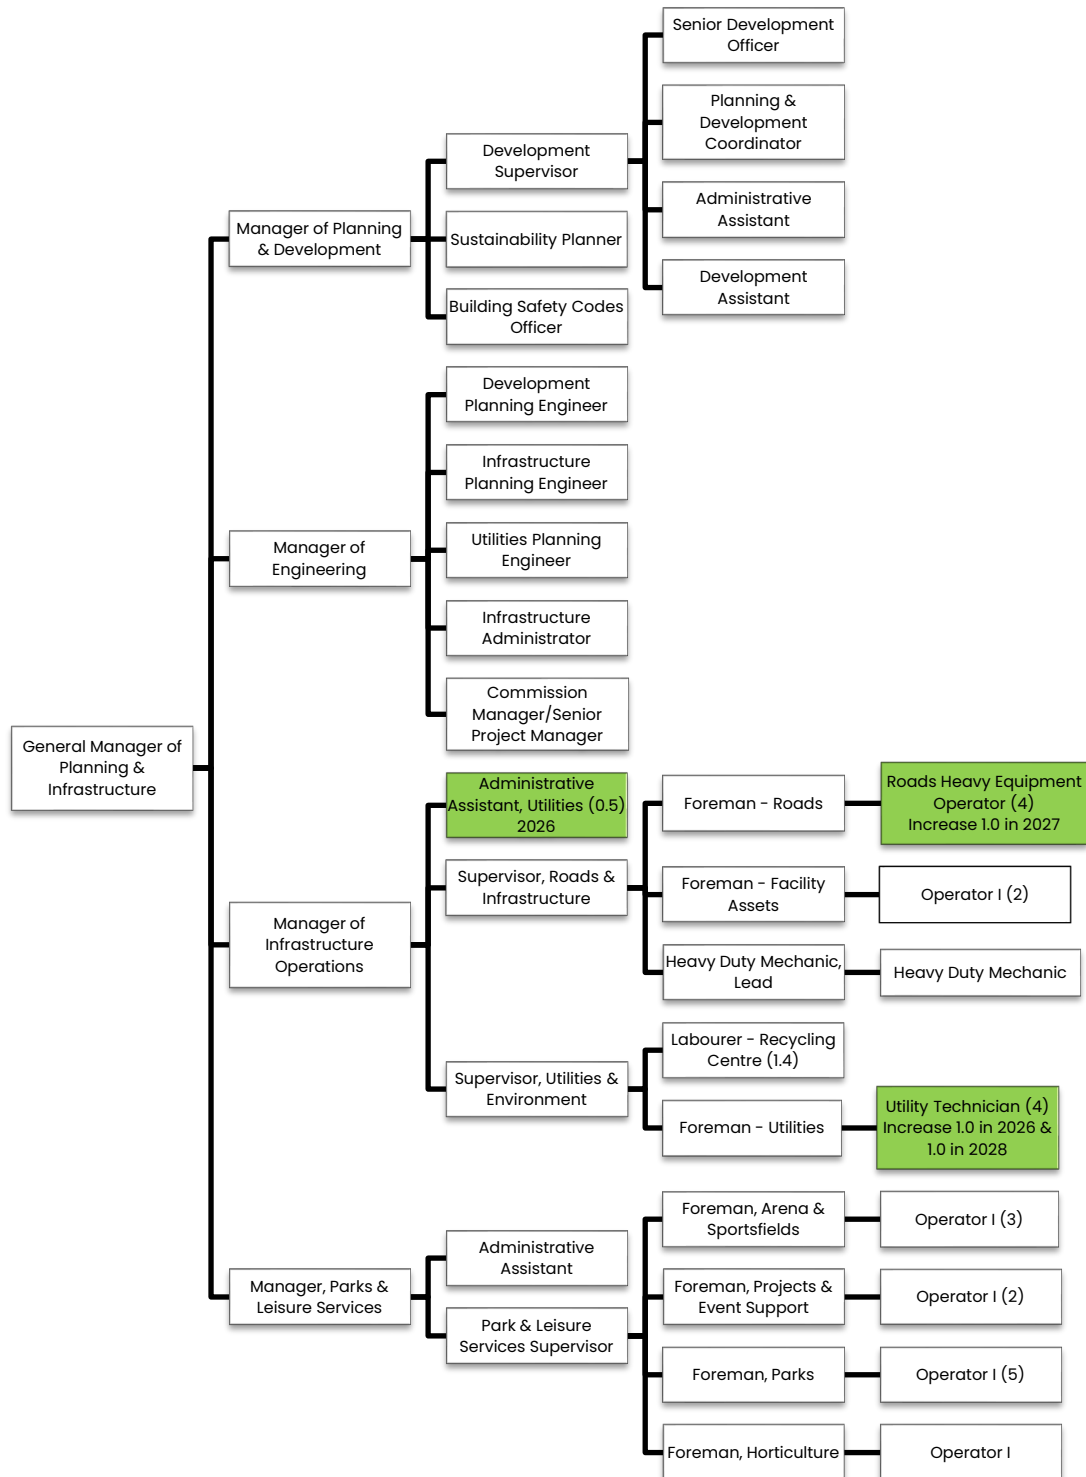 Senior Development
Officer
Planning &
Development
Coordinator
Development
Supervisor
Administrative
Assistant
Manager of Planning
& Development
Sustainability Planner
Development
Assistant
Building Safety Codes
Officer
Development
Planning Engineer
Infrastructure
Planning Engineer
Manager of
Engineering
Utilities Planning
Engineer
Infrastructure
Administrator
Commission
Manager/Senior
Project Manager
General Manager of
Planning &
Infrastructure
Administrative
Assistant, Utilities (0.5)
2026
Foreman - Roads
Roads Heavy Equipment
Operator (4)
Increase 1.0 in 2027
Supervisor, Roads &
Infrastructure
Foreman - Facility
Assets
Operator I (2)
Manager of
Infrastructure
Operations
Heavy Duty Mechanic,
Lead
Heavy Duty Mechanic
Labourer - Recycling
Centre (1.4)
Supervisor, Utilities &
Environment
Foreman - Utilities
Utility Technician (4)
Increase 1.0 in 2026 &
1.0 in 2028
Foreman, Arena &
Sportsfields
Operator I (3)
Administrative
Assistant
Manager, Parks &
Leisure Services
Foreman, Projects &
Event Support
Operator I (2)
Park & Leisure
Services Supervisor
Foreman, Parks
Operator I (5)
Foreman, Horticulture
Operator I